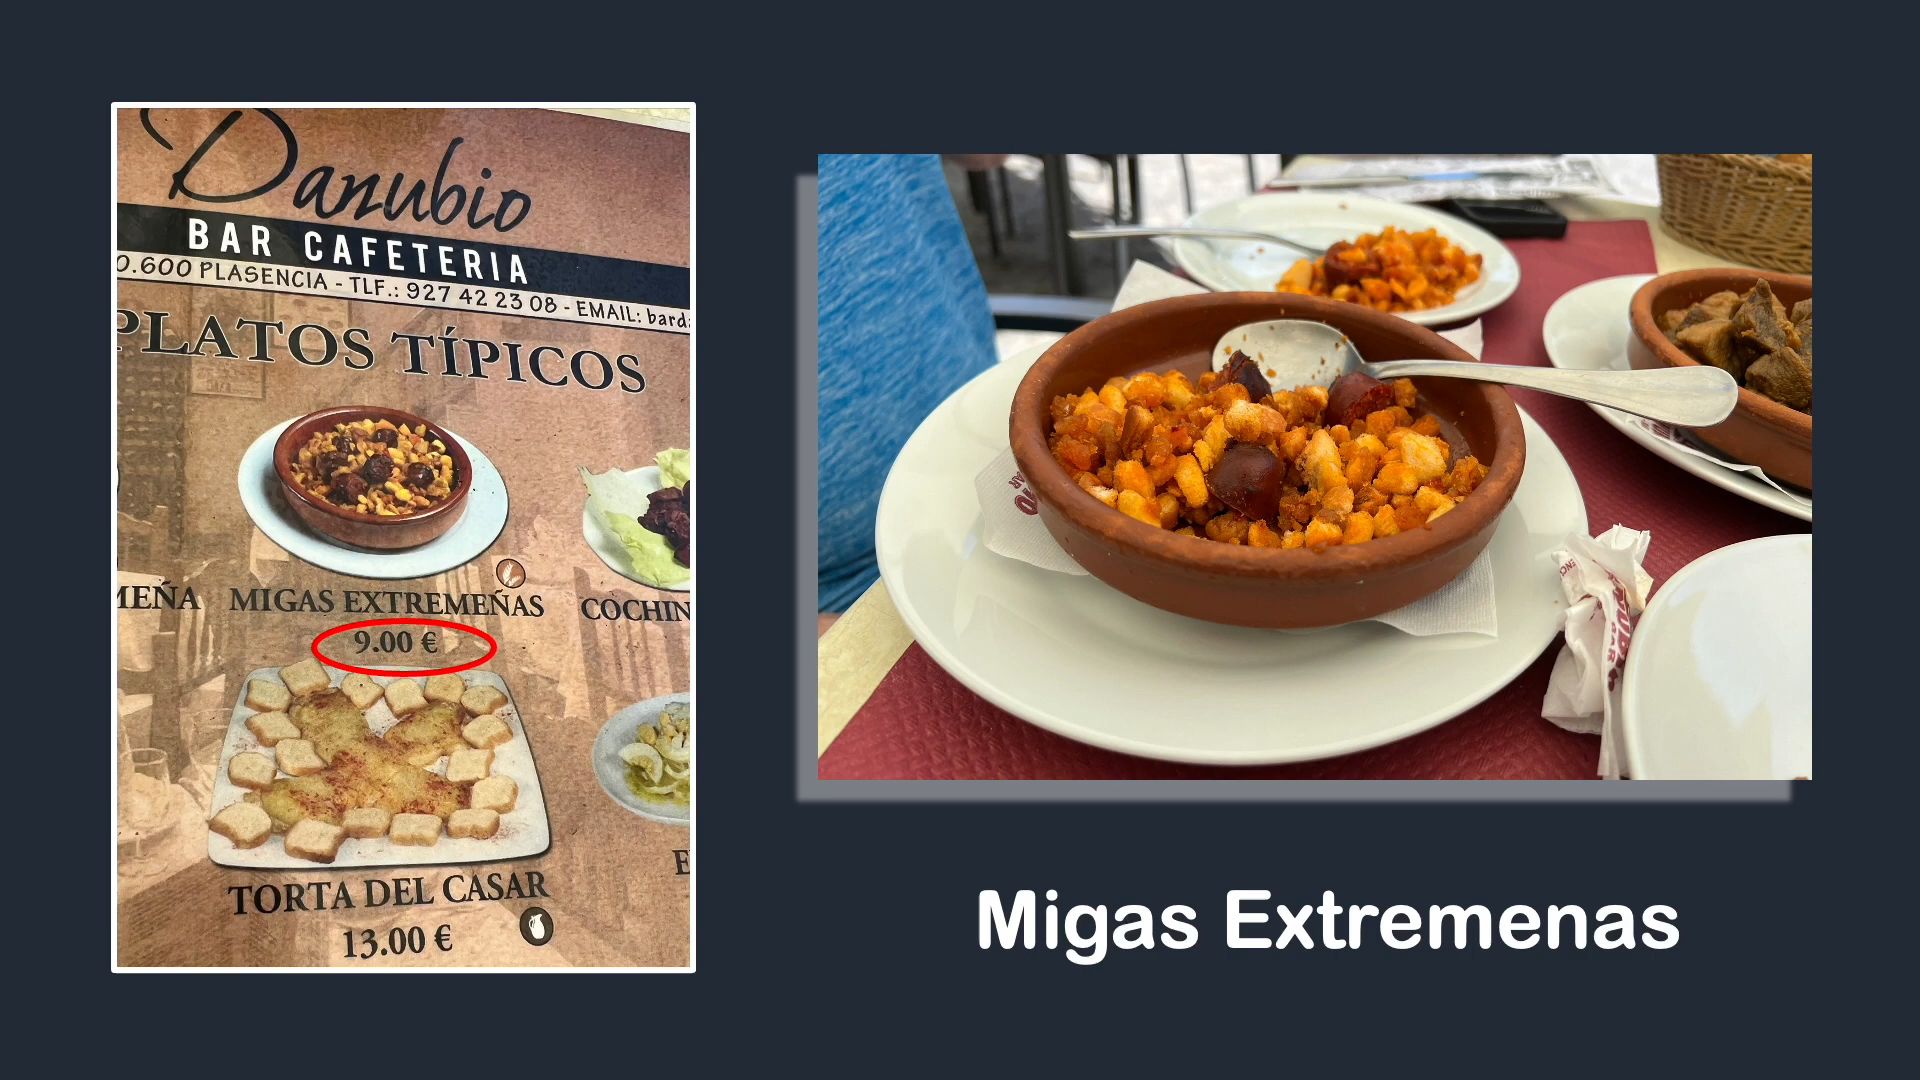 Danubio
BAR CAFETERIA
0.600 PLASENCIA - TLF.: 927 42 23 08 - EMAIL: barda
PLATOS TÍPICOS
MEÑA
MIGAS EXTREMEÑAS
9.00 €
COCHIN
TORTA DEL CASAR
13.00 €
E
Migas Extremenas